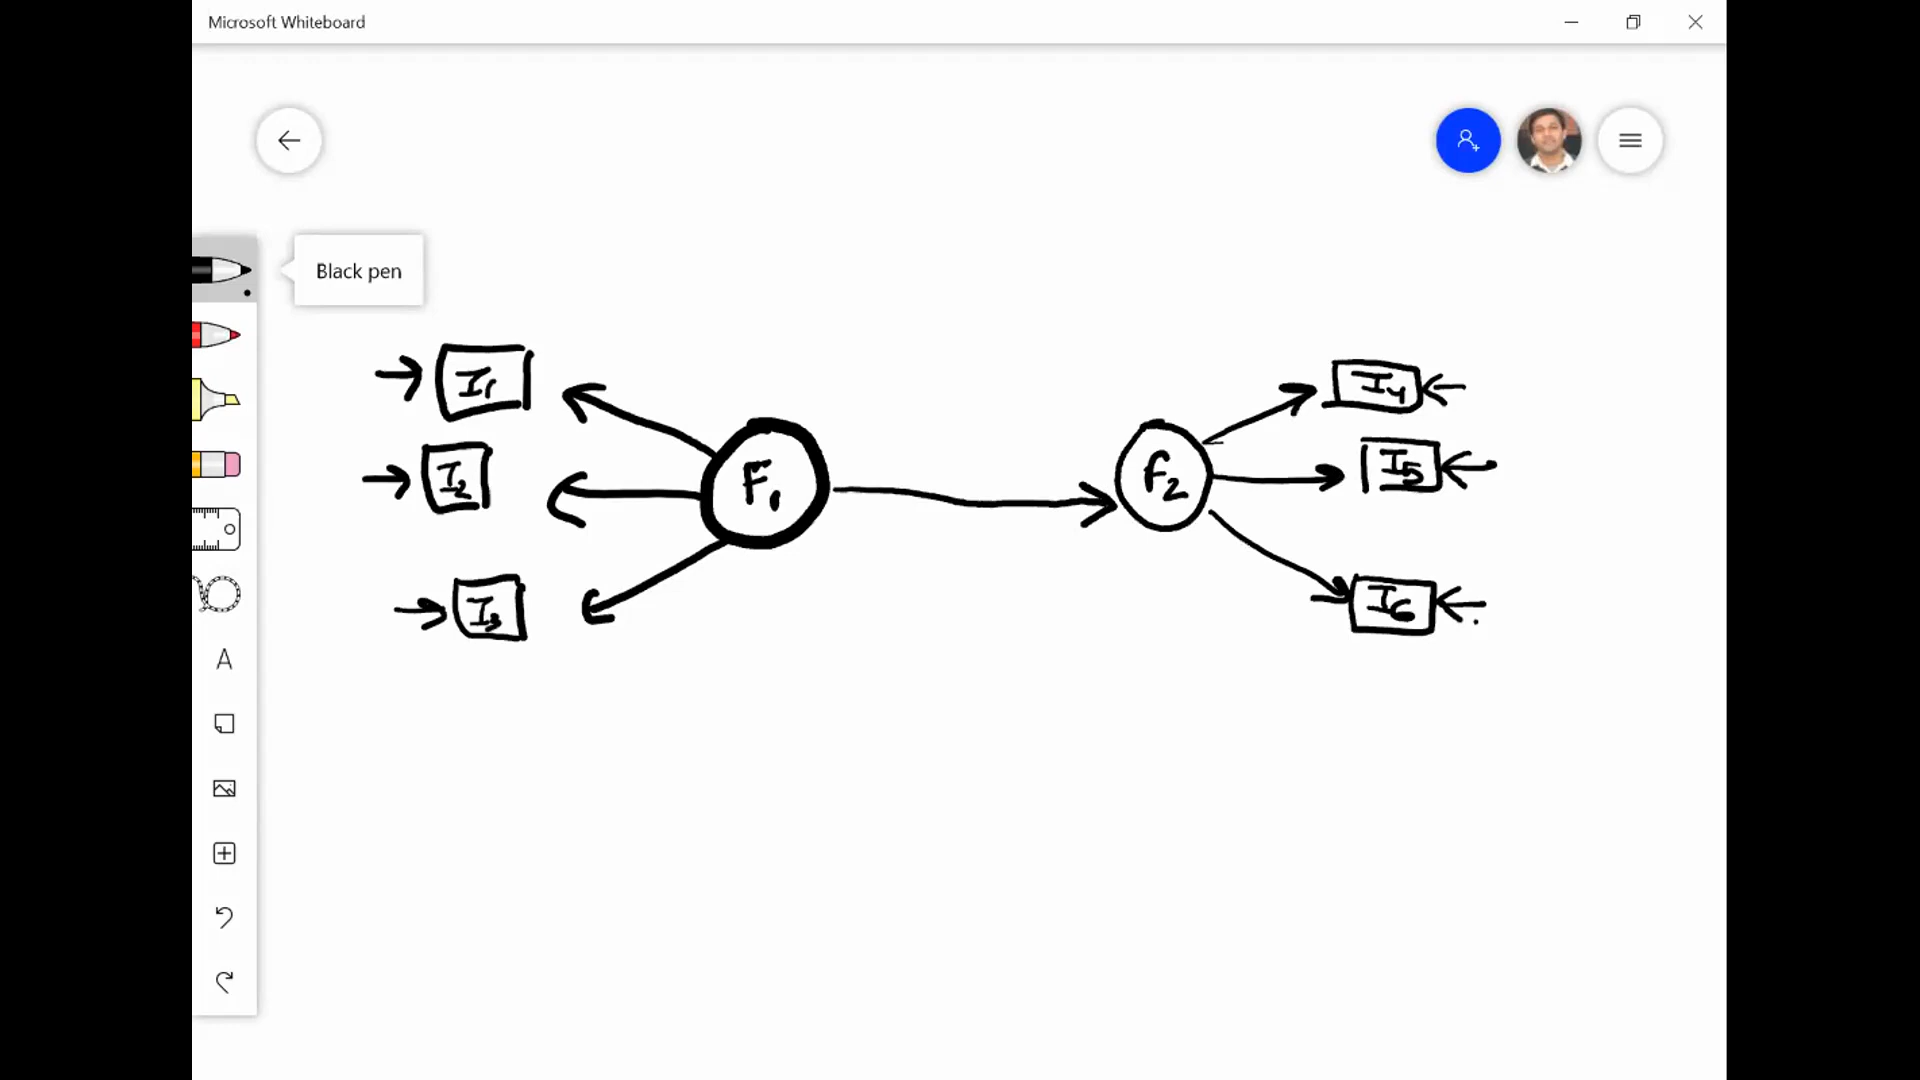 Microsoft Whiteboard
Black pen
I1
I2
I3
F1
F2
I4
I5
I6
A